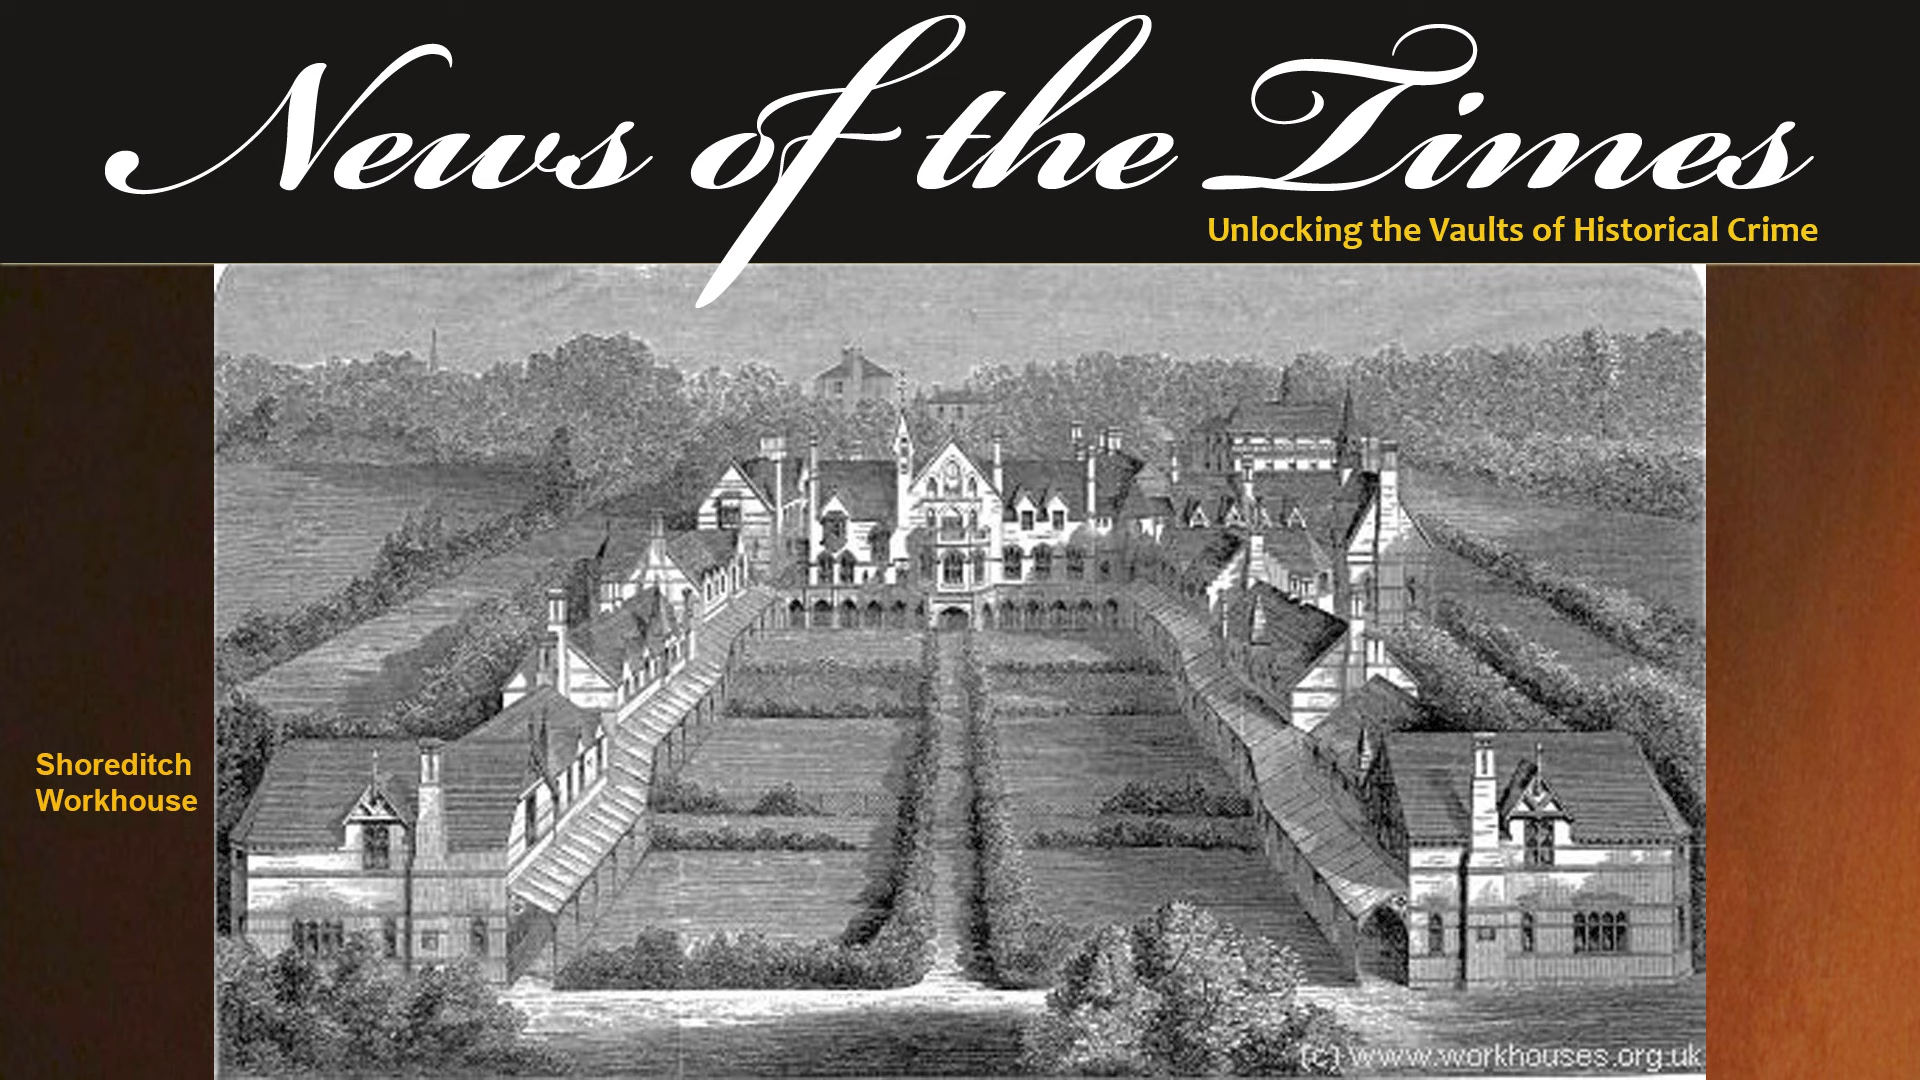 News of the Times
Unlocking the Vaults of Historical Crime
Shoreditch
Workhouse
(c) www.workhouses.org.uk